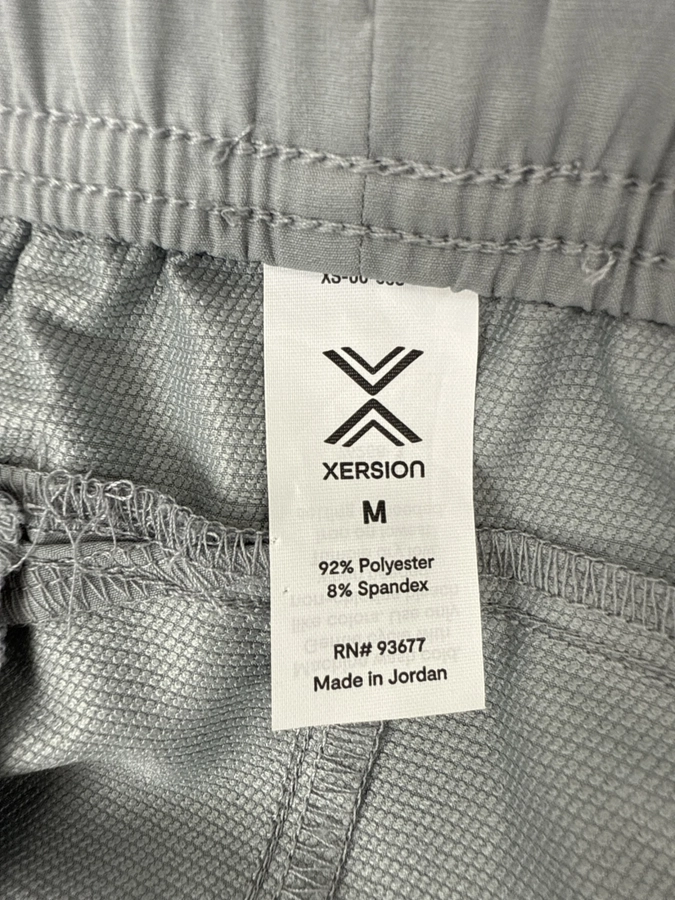 XERSION
M
92% Polyester
8% Spandex
RN# 93677
Made in Jordan